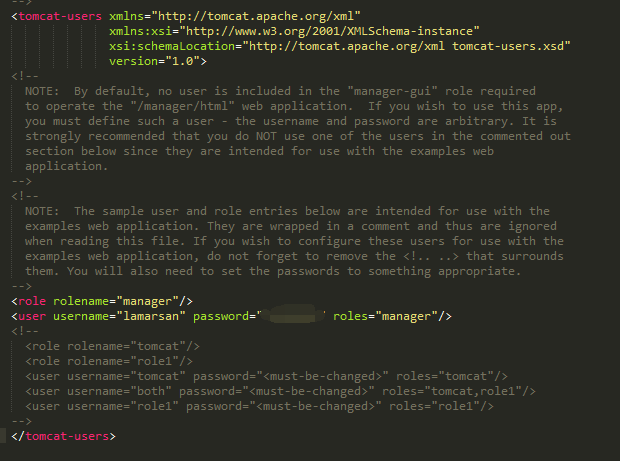 -->
<tomcat-users xmlns="http://tomcat.apache.org/xml"
xmlns:xsi="http://www.w3.org/2001/XMLSchema-instance"
xsi:schemaLocation="http://tomcat.apache.org/xml tomcat-users.xsd"
version="1.0">
<!--
NOTE:  By default, no user is included in the "manager-gui" role required
to operate the "/manager/html" web application.  If you wish to use this app,
you must define such a user - the username and password are arbitrary. It is
strongly recommended that you do NOT use one of the users in the commented out
section below since they are intended for use with the examples web
application.
-->
<!--
NOTE:  The sample user and role entries below are intended for use with the
examples web application. They are wrapped in a comment and thus are ignored
when reading this file. If you wish to configure these users for use with the
examples web application, do not forget to remove the <!.. ..> that surrounds
them. You will also need to set the passwords to something appropriate.
-->
<role rolename="manager"/>
<user username="lamarsan" password=" " roles="manager"/>
<!--
<role rolename="tomcat"/>
<role rolename="role1"/>
<user username="tomcat" password="<must-be-changed>" roles="tomcat"/>
<user username="both" password="<must-be-changed>" roles="tomcat,role1"/>
<user username="role1" password="<must-be-changed>" roles="role1"/>
-->
</tomcat-users>